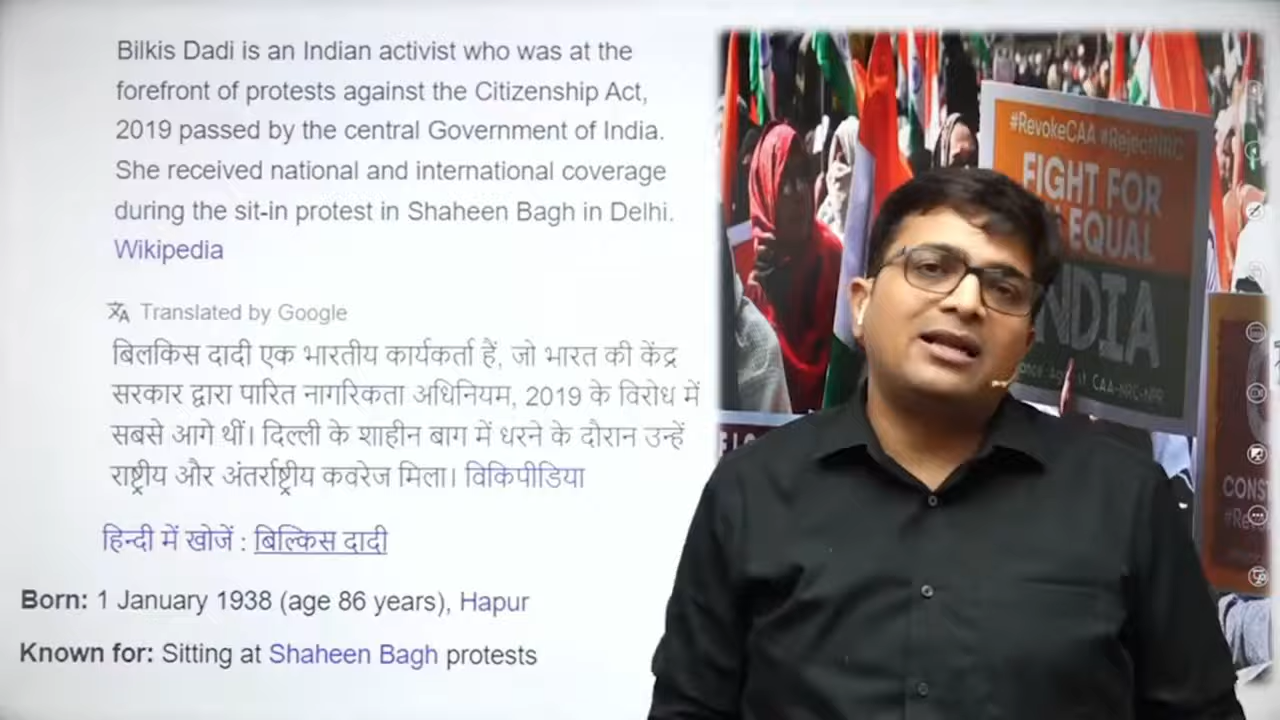 Bilkis Dadi is an Indian activist who was at the
forefront of protests against the Citizenship Act,
2019 passed by the central Government of India.
She received national and international coverage
during the sit-in protest in Shaheen Bagh in Delhi.
Wikipedia
Translated by Google
बिलकिस दादी एक भारतीय कार्यकर्ता हैं, जो भारत की केंद्र
सरकार द्वारा पारित नागरिकता अधिनियम, 2019 के विरोध में
सबसे आगे थीं। दिल्ली के शाहीन बाग में धरने के दौरान उन्हें
राष्ट्रीय और अंतर्राष्ट्रीय कवरेज मिला। विकिपीडिया
हिन्दी में खोजें : बिल्किस दादी
Born: 1 January 1938 (age 86 years), Hapur
Known for: Sitting at Shaheen Bagh protests
#RevokeCAA #RejectNRC
FIGHT FOR
EQUAL
INDIA
CAA-NRC-NPR
CONST